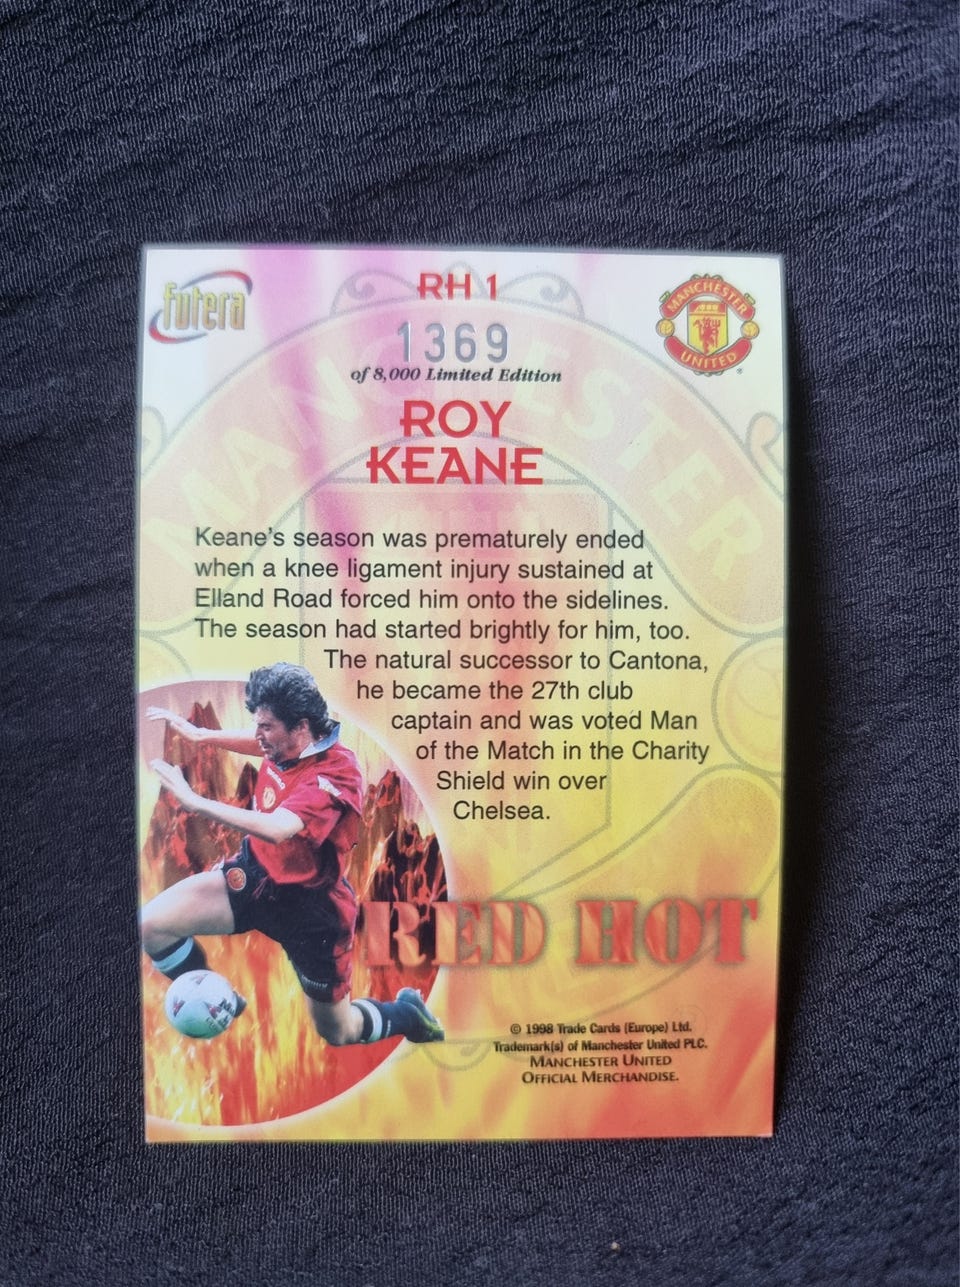 futera
RH 1
MANCHESTER
UNITED
1369
of 8,000 Limited Edition
ROY
KEANE
MANCHESTER
Keane's season was prematurely ended
when a knee ligament injury sustained at
Elland Road forced him onto the sidelines.
The season had started brightly for him, too.
The natural successor to Cantona,
he became the 27th club
captain and was voted Man
of the Match in the Charity
Shield win over
Chelsea.
RED HOT
© 1998 Trade Cards (Europe) Ltd.
Trademark(s) of Manchester United PLC.
MANCHESTER UNITED
OFFICIAL MERCHANDISE.